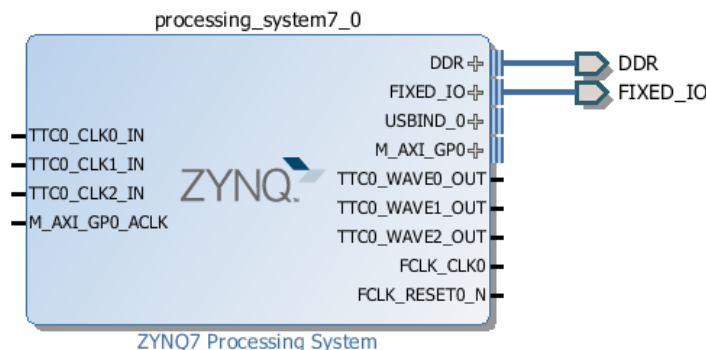 processing_system7_0
DDR
FIXED_IO
USBIND_0
M_AXI_GP0
TTC0_WAVE0_OUT
TTC0_WAVE1_OUT
TTC0_WAVE2_OUT
FCLK_CLK0
FCLK_RESET0_N
TTC0_CLK0_IN
TTC0_CLK1_IN
TTC0_CLK2_IN
M_AXI_GP0_ACLK
ZYNQ.
DDR
FIXED_IO
ZYNQ7 Processing System